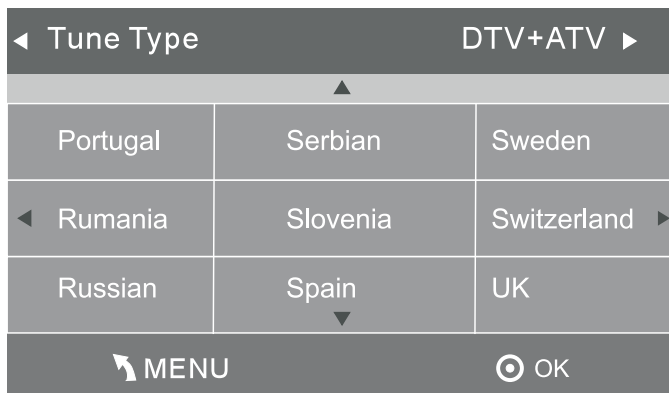 Tune Type DTV+ATV
Portugal Serbian Sweden
Rumania Slovenia Switzerland
Russian Spain UK
MENU OK